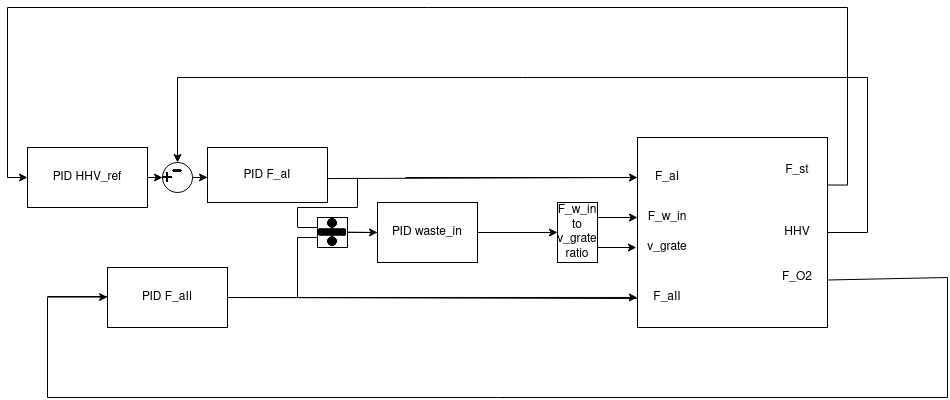 F_st
PID HHV_ref
+
−
PID F_aI
F_aI
F_w_in
to
v_grate
ratio
F_w_in
HHV
PID waste_in
v_grate
F_O2
PID F_aII
F_aII